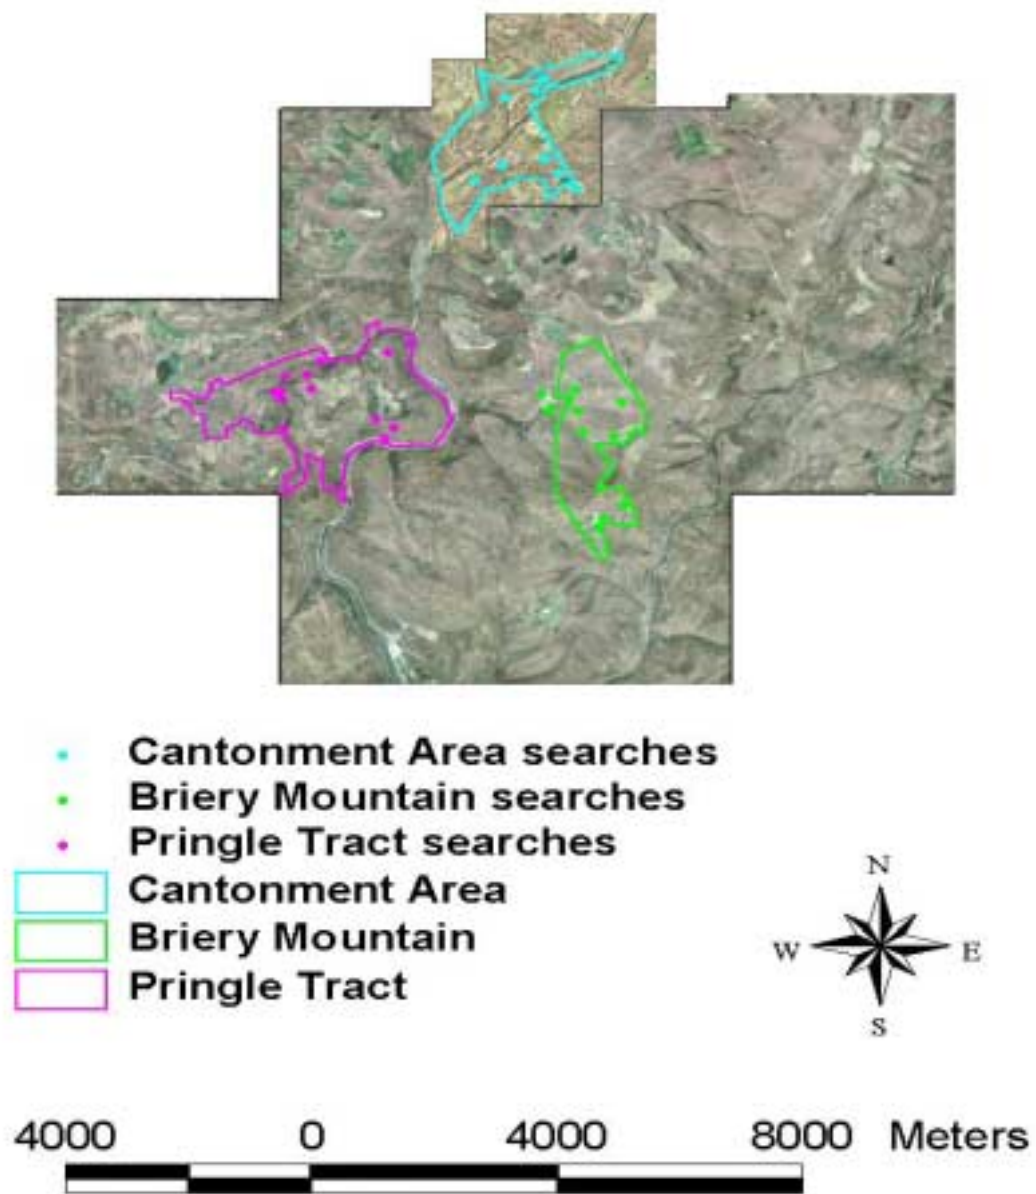 Cantonment Area searches
Briery Mountain searches
Pringle Tract searches
Cantonment Area
Briery Mountain
Pringle Tract
N
W E
S
4000 0 4000 8000 Meters